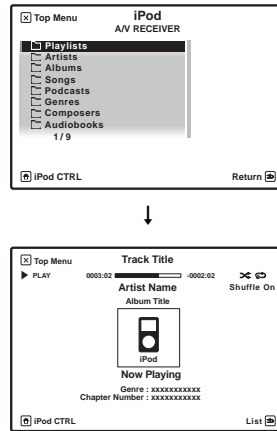 Top Menu
iPod
A/V RECEIVER
Playlists
Artists
Albums
Songs
Podcasts
Genres
Composers
Audiobooks
1 / 9
iPod CTRL
Return
Top Menu
Track Title
PLAY
0003:02
-0002:02
Shuffle On
Artist Name
Album Title
iPod
Now Playing
Genre : xxxxxxxxxxx
Chapter Number : xxxxxxxxxxx
iPod CTRL
List